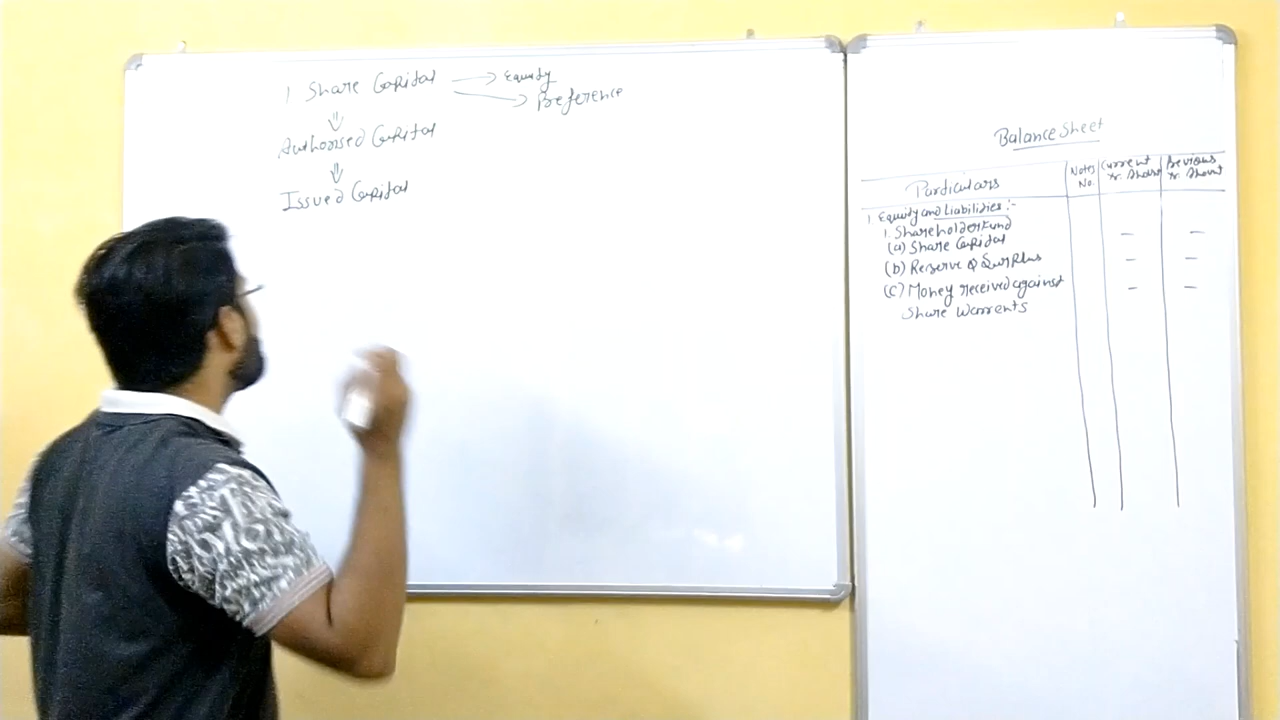 1 Share Capital → Equity
→ Preference
⇓
Authorised Capital
⇓
Issued Capital
Balance Sheet
Particulars
Notes No.
Current Yr. Amount
Previous Yr. Amount
1 Equity and Liabilities :-
1. Shareholder Fund
(a) Share Capital — —
(b) Reserve & Surplus — —
(c) Money received against — —
Share Warrents